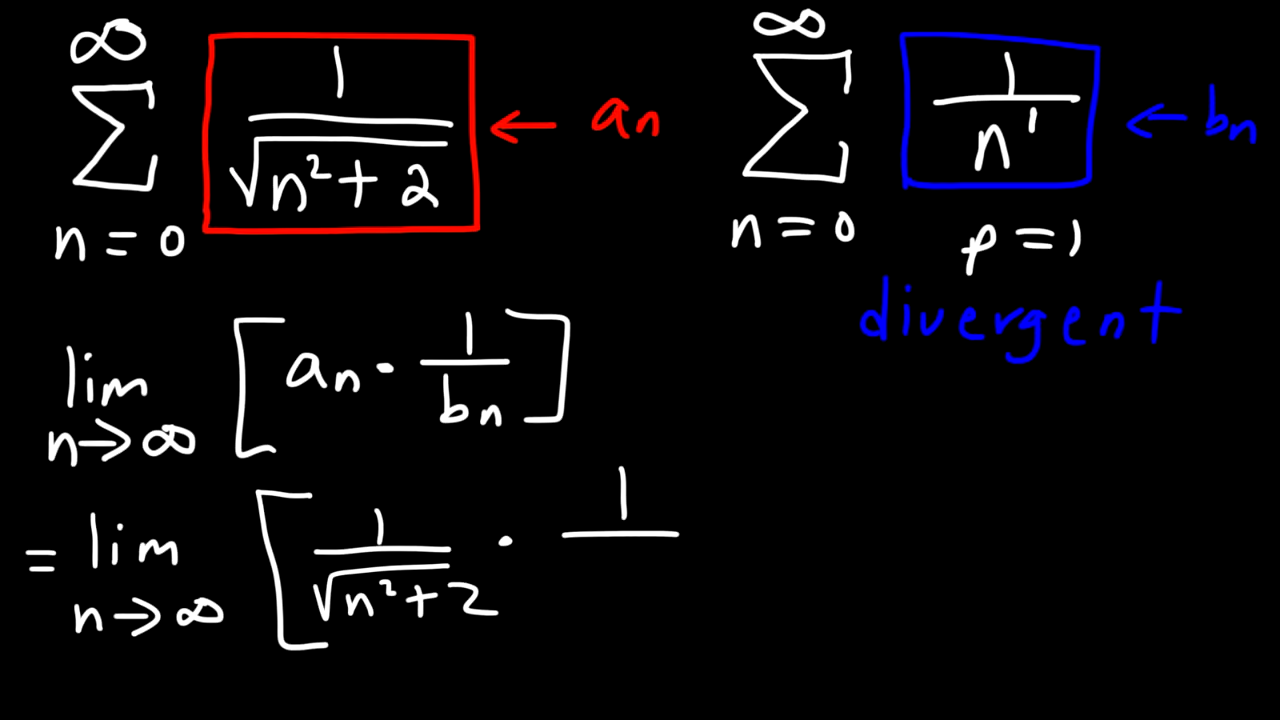 ∞ ∑ n = 0 1/√(n² + 2) ← aₙ
∞ ∑ n = 0 1/n¹ ← bₙ
p = 1
divergent
lim n→∞ [aₙ · 1/bₙ]
= lim n→∞ [1/√(n² + 2) · 1/